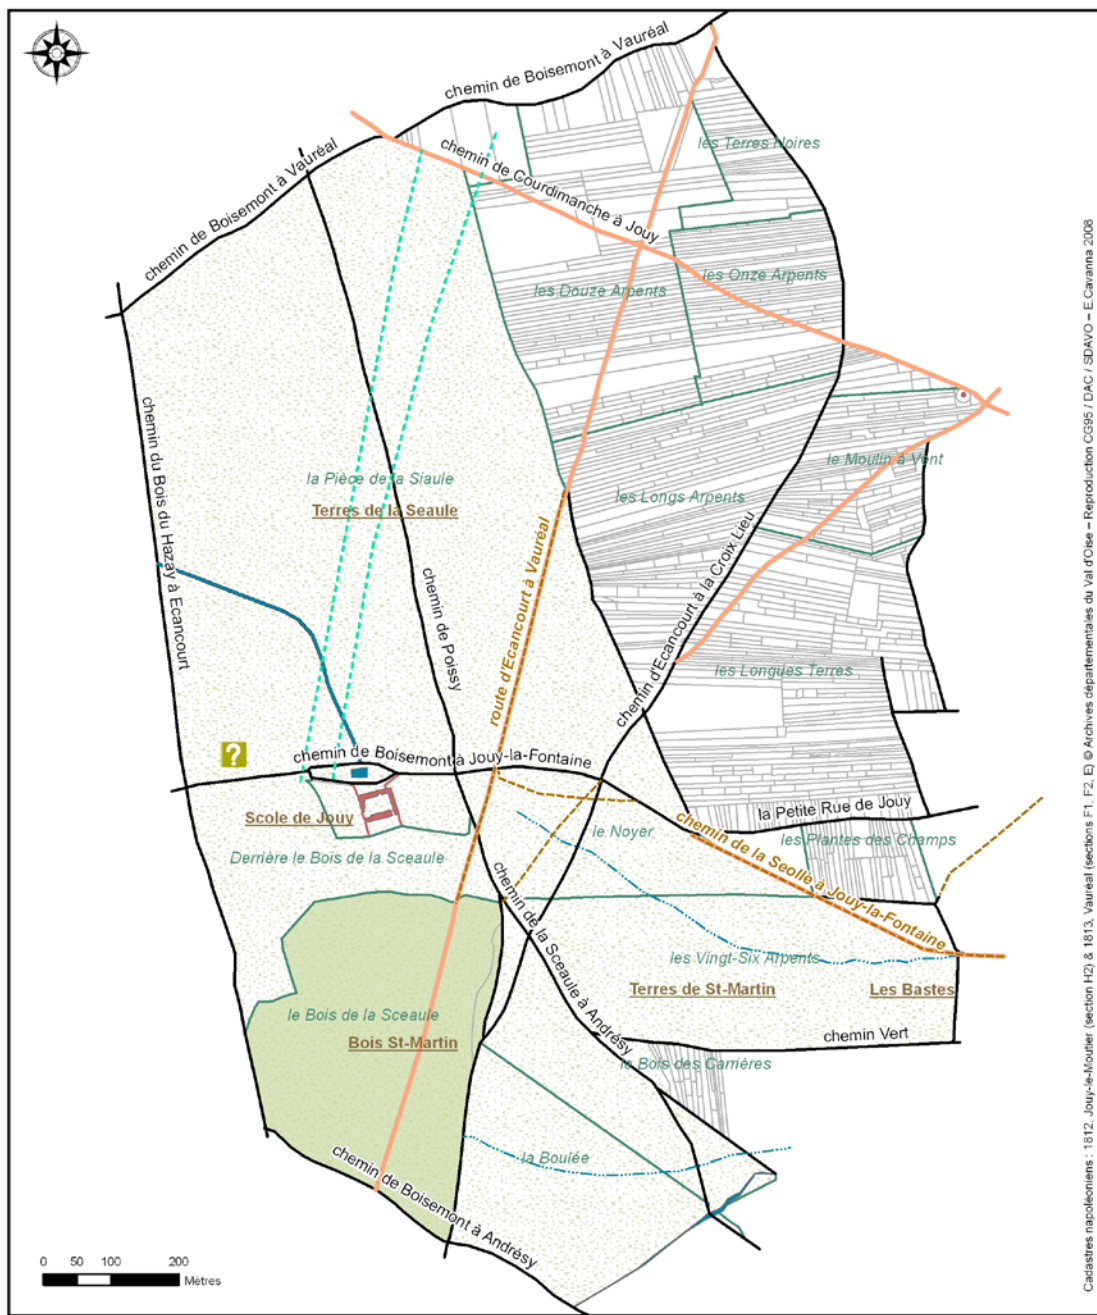 chemin de Boisemont à Vauréal
chemin de Boisemont à Vauréal
les Terres Noires
chemin de Courdimanche à Jouy
les Onze Arpents
les Douze Arpents
chemin du Bois du Hazay à Ecancourt
la Pièce de la Siaule
Terres de la Seaule
le Moulin à Vent
les Longs Arpents
chemin de Poissy
route d'Ecancourt à Vauréal
chemin d'Ecancourt à la Croix Lieu
les Longues Terres
?
chemin de Boisemont à Jouy-la-Fontaine
la Petite Rue de Jouy
Scole de Jouy
le Noyer
les Plantes des Champs
chemin de la Seolle à Jouy-la-Fontaine
Derrière le Bois de la Sceaule
chemin de la Sceaule à Andrésy
les Vingt-Six Arpents
Terres de St-Martin
Les Bastes
le Bois de la Sceaule
Bois St-Martin
chemin Vert
le Bois des Carrières
la Boulée
chemin de Boisemont à Andrésy
0 50 100 200
Mètres
Cadastres napoléoniens : 1812, Jouy-le-Moutier (section H2) & 1813, Vauréal (sections F1, F2, E) © Archives départementales du Val d'Oise – Reproduction CG95 / DAC / SDAVO – E.Cavanna 2008